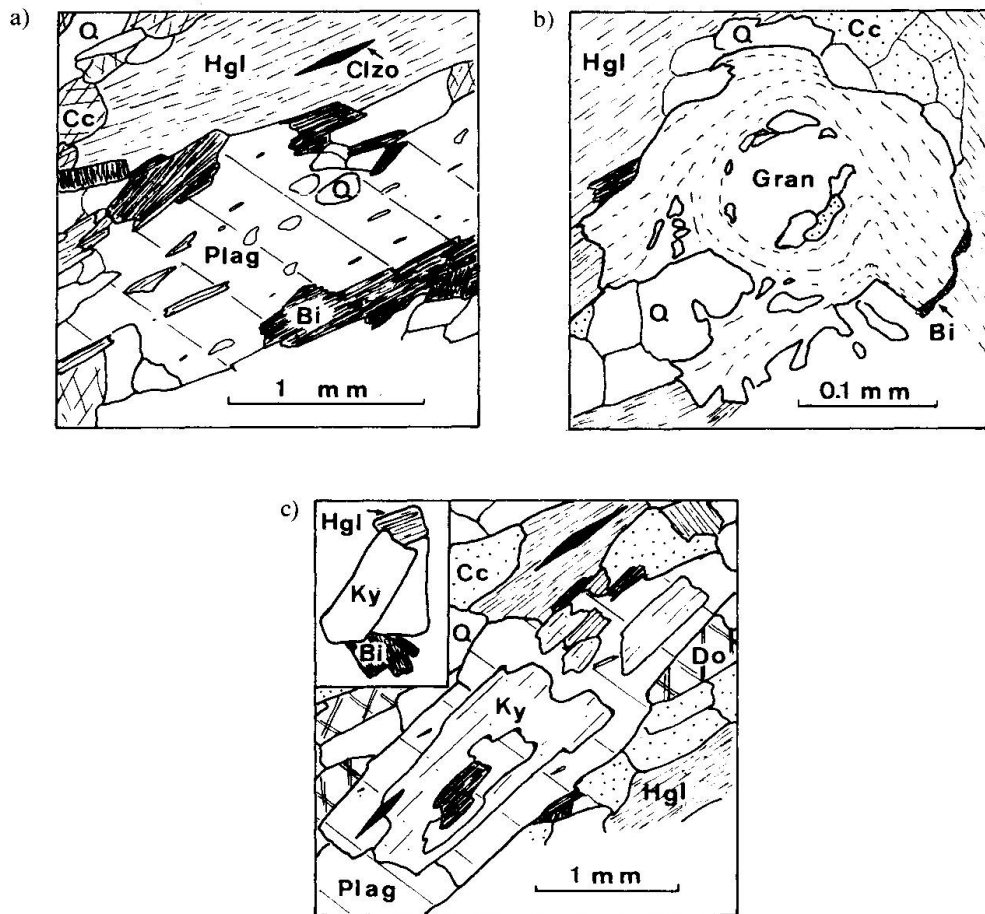 a)
Q
Hgl
Clzo
Cc
Q
Plag
Bi
1 mm
b)
Q
Cc
Hgl
Gran
Q
Bi
0.1 mm
c)
Hgl
Ky
Bi
Cc
Q
Do
Ky
Hgl
Plag
1 mm